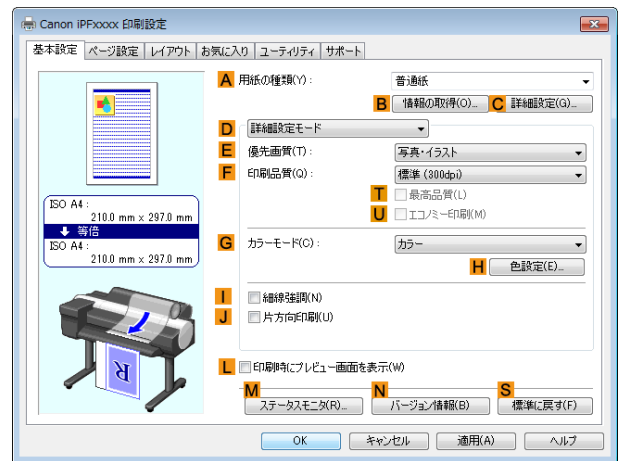 Canon iPFxxxx 印刷設定
基本設定 ページ設定 レイアウト お気に入り ユーティリティ サポート
A 用紙の種類(Y) : 普通紙
B 情報の取得(O)... C 詳細設定(G)...
D 詳細設定モード
E 優先画質(T) : 写真・イラスト
F 印刷品質(Q) : 標準 (300dpi)
T 最高品質(L)
U エコノミー印刷(M)
ISO A4 :
210.0 mm x 297.0 mm
等倍
ISO A4 :
210.0 mm x 297.0 mm
G カラーモード(C) : カラー
H 色設定(E)...
I 細線強調(N)
J 片方向印刷(U)
R
L 印刷時にプレビュー画面を表示(W)
M N S
ステータスモニタ(R)... バージョン情報(B) 標準に戻す(F)
OK キャンセル 適用(A) ヘルプ